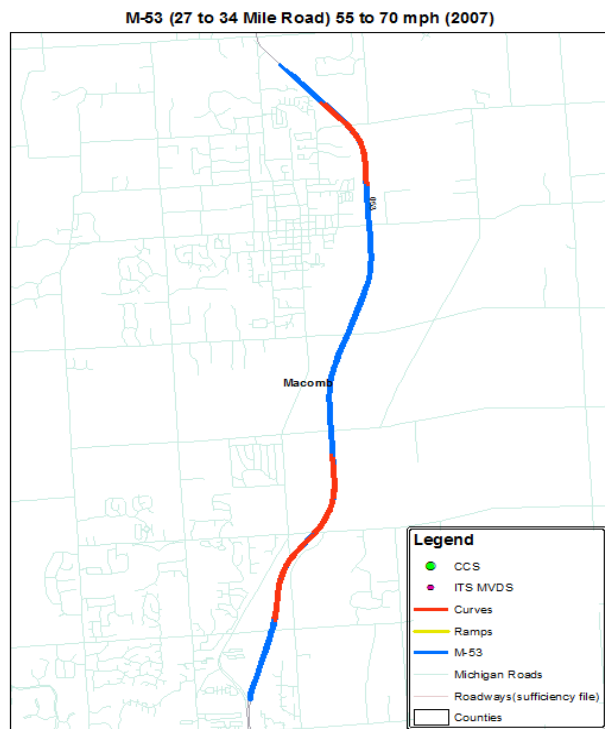 M-53 (27 to 34 Mile Road) 55 to 70 mph (2007)
Macomb
Legend
CCS
ITS MVDS
Curves
Ramps
M-53
Michigan Roads
Roadways(sufficiency file)
Counties